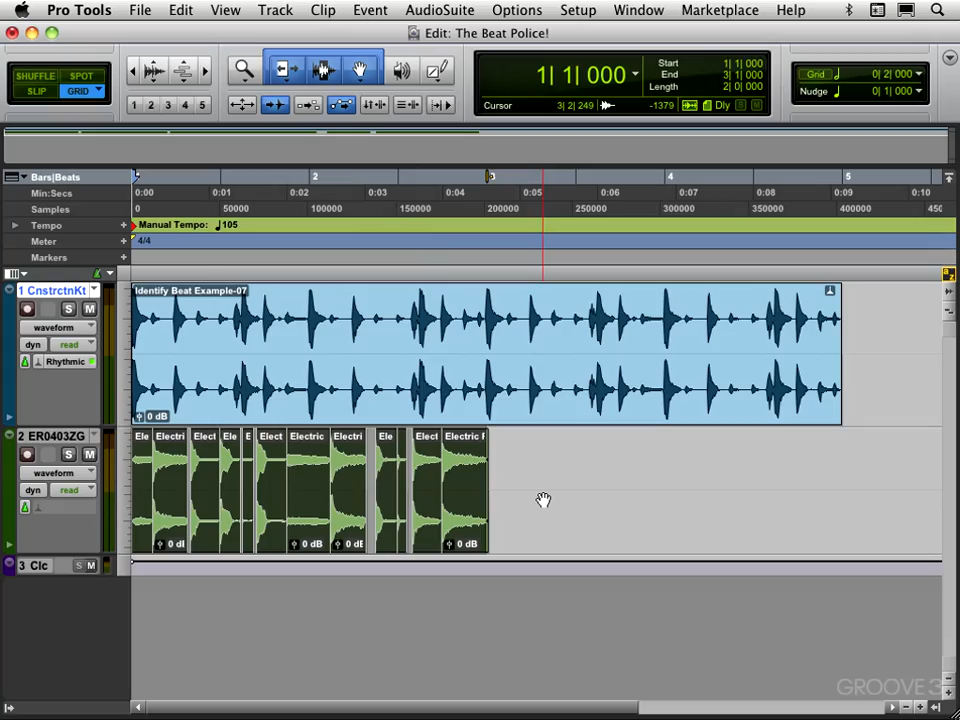 Pro Tools File Edit View Track Clip Event AudioSuite Options Setup Window Marketplace Help
Edit: The Beat Police!
SHUFFLE SPOT
SLIP GRID
1 2 3 4 5
1| 1| 000
Start 1| 1| 000
End 3| 1| 000
Length 2| 0| 000
Cursor 3| 2| 249 -1379 Dly S M
Grid 0| 2| 000
Nudge 0| 1| 000
Bars|Beats 2 3 4 5
Min:Secs 0:00 0:01 0:02 0:03 0:04 0:05 0:06 0:07 0:08 0:09 0:10
Samples 0 50000 100000 150000 200000 250000 300000 350000 400000 450
Tempo + Manual Tempo: 105
Meter + 4/4
Markers +
a z
1 CnstrctnKt
Identify Beat Example-07
S M
waveform
dyn read
Rhythmic
0 dB
2 ER0403ZG
Ele Electri Elect Ele E Elect Electric Electri Ele Elect Electric F
S M
waveform
dyn read
0 dB 0 dB 0 dB
3 Clc S M
GROOVE3